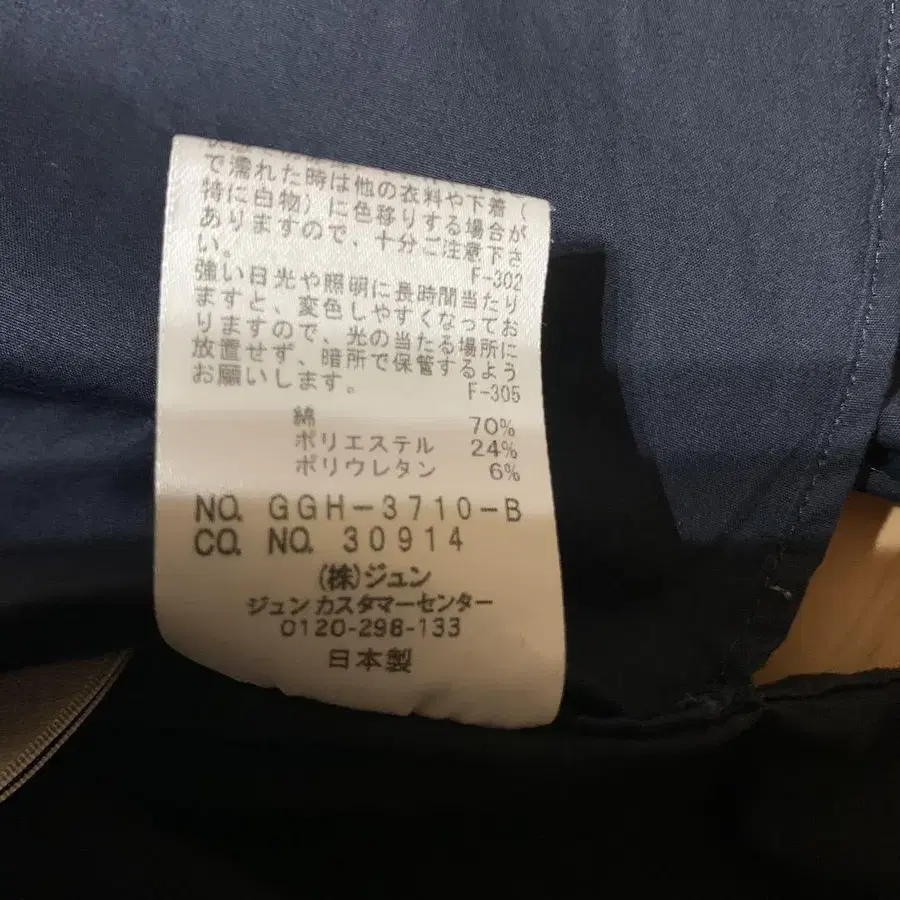 で濡れた時は他の衣料や下着(
特に白物)に色移りする場合が
ありますので、十分ご注意下さ
い。
F-302
強い日光や照明に長時間当たり
ますと、変色しやすくなってお
りますので、光の当たる場所に
放置せず、暗所で保管するよう
お願いします。
F-305
綿 70%
ポリエステル 24%
ポリウレタン 6%
NO. GGH-3710-B
CO. NO. 30914
(株)ジュン
ジュン カスタマーセンター
0120-298-133
日本製